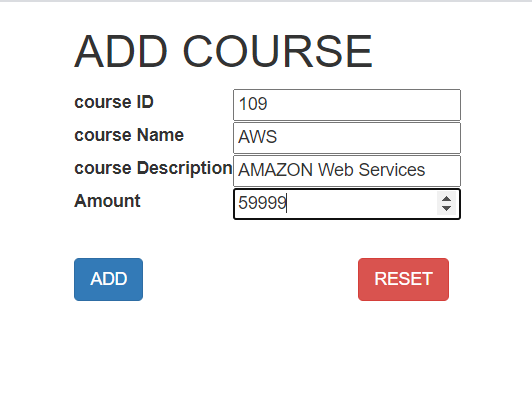 ADD COURSE
course ID 109
course Name AWS
course Description AMAZON Web Services
Amount 59999
ADD RESET